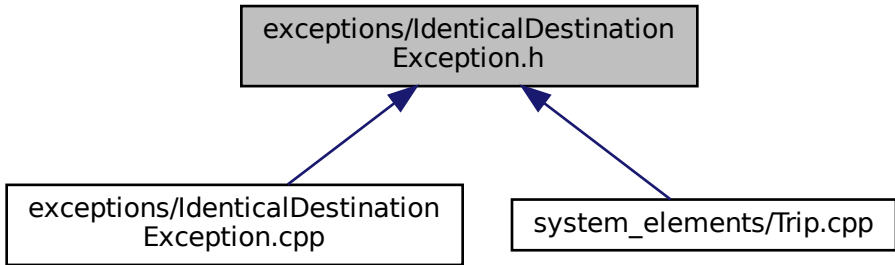 exceptions/IdenticalDestination
Exception.h
exceptions/IdenticalDestination
Exception.cpp
system_elements/Trip.cpp